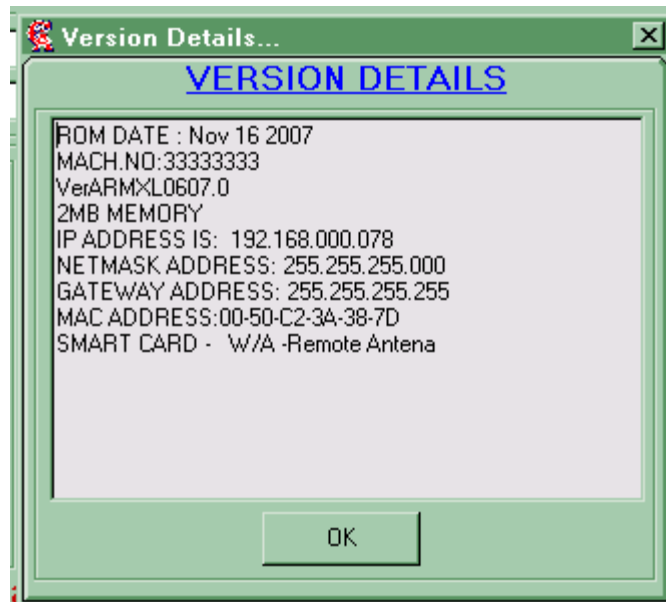 Version Details...
VERSION DETAILS
ROM DATE : Nov 16 2007
MACH.NO:33333333
VerARMXL0607.0
2MB MEMORY
IP ADDRESS IS:  192.168.000.078
NETMASK ADDRESS: 255.255.255.000
GATEWAY ADDRESS: 255.255.255.255
MAC ADDRESS:00-50-C2-3A-38-7D
SMART CARD -   W/A -Remote Antena
OK